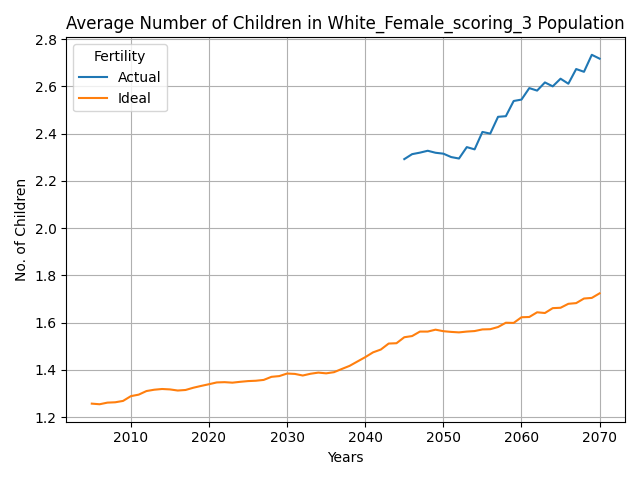 Average Number of Children in White_Female_scoring_3 Population
Fertility
Actual
Ideal
No. of Children
2.8
2.6
2.4
2.2
2.0
1.8
1.6
1.4
1.2
2010 2020 2030 2040 2050 2060 2070
Years